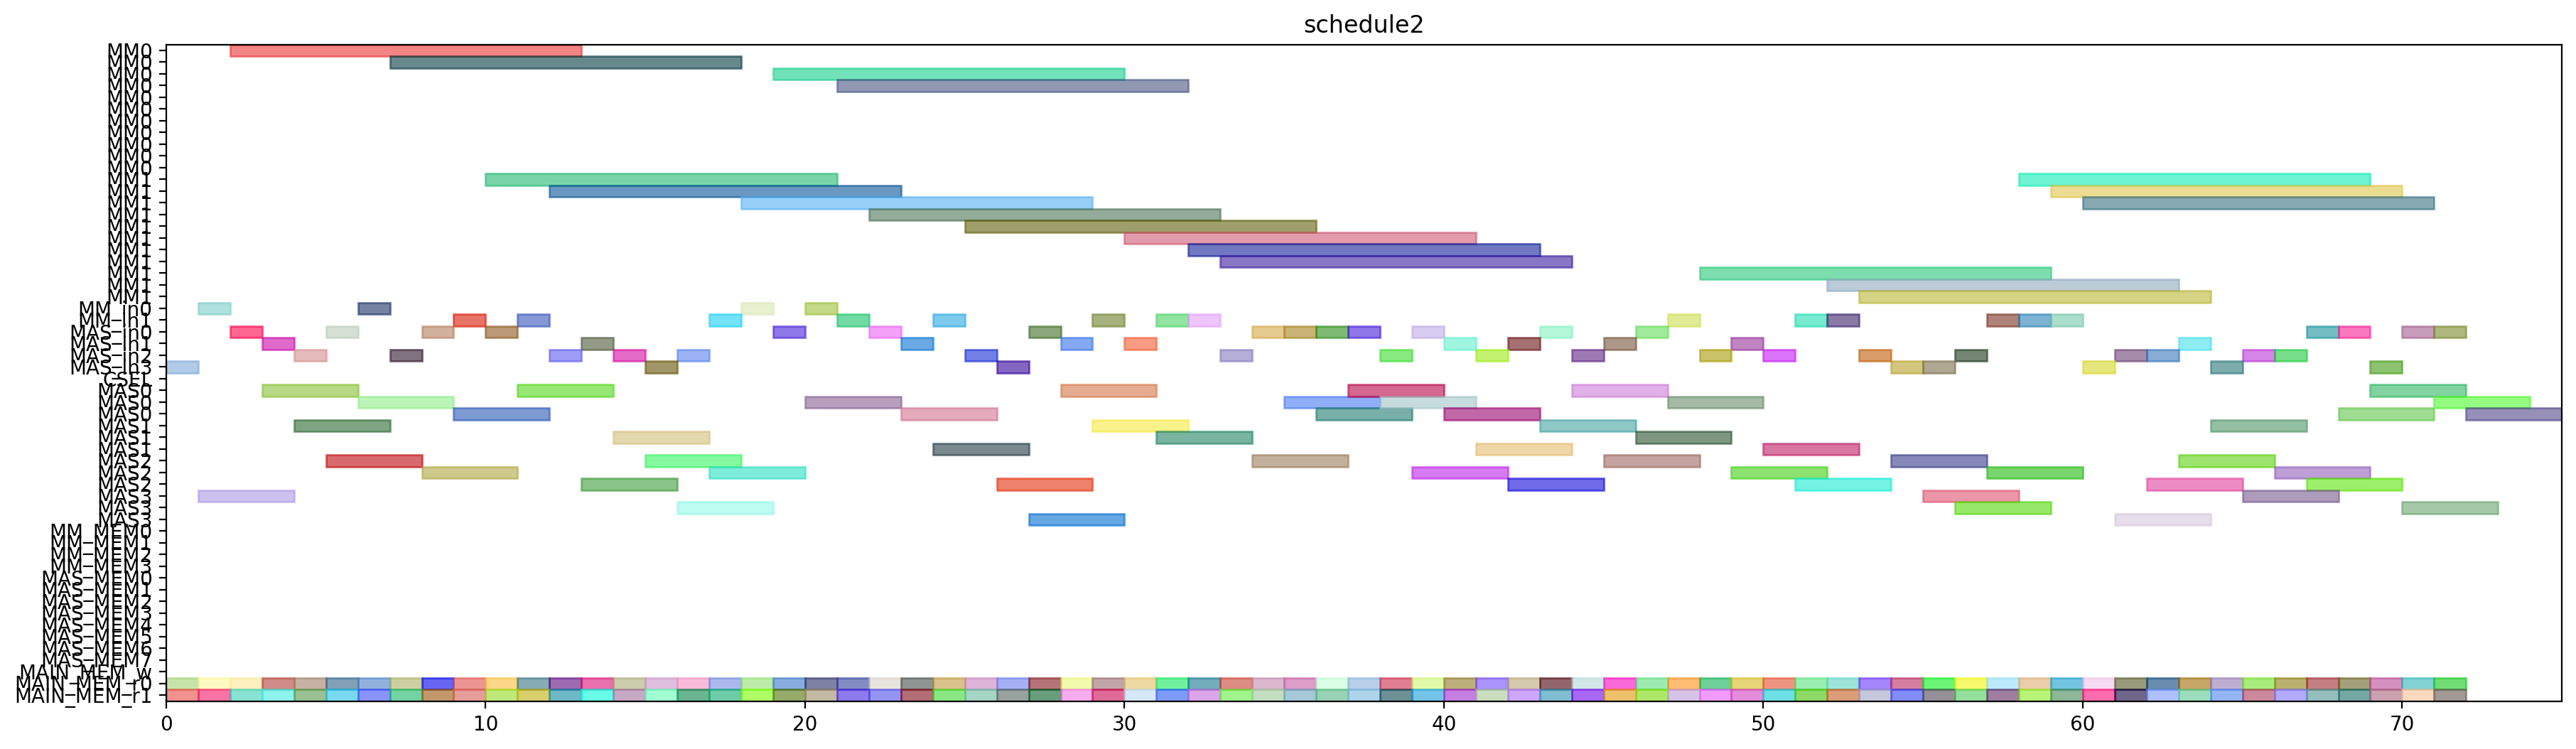 schedule2
MM0
MM0
MM0
MM0
MM0
MM0
MM0
MM0
MM0
MM0
MM0
MM1
MM1
MM1
MM1
MM1
MM1
MM1
MM1
MM1
MM1
MM1
MM_in0
MM_in1
MAS_in0
MAS_in1
MAS_in2
MAS_in3
CSEL
MAS0
MAS0
MAS0
MAS1
MAS1
MAS1
MAS2
MAS2
MAS2
MAS3
MAS3
MAS3
MM_MEM0
MM_MEM1
MM_MEM2
MM_MEM3
MAS_MEM0
MAS_MEM1
MAS_MEM2
MAS_MEM3
MAS_MEM4
MAS_MEM5
MAS_MEM6
MAS_MEM7
MAIN_MEM_w
MAIN_MEM_r0
MAIN_MEM_r1
0 10 20 30 40 50 60 70